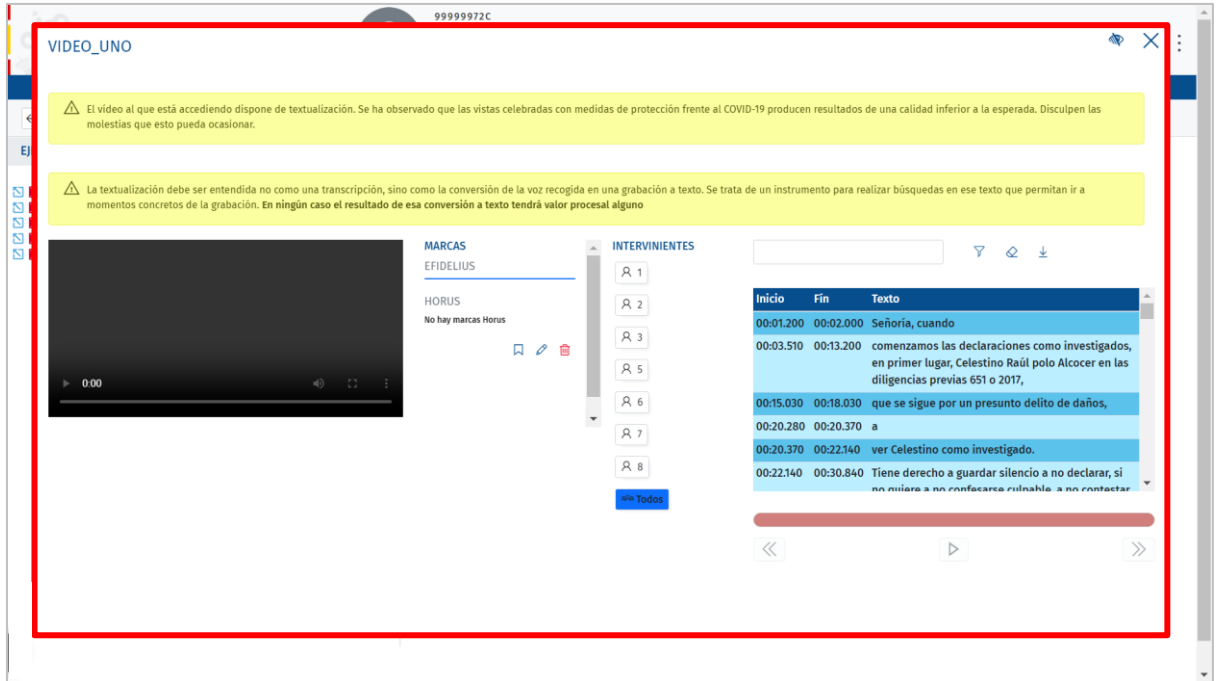 99999972C
VIDEO_UNO
El vídeo al que está accediendo dispone de textualización. Se ha observado que las vistas celebradas con medidas de protección frente al COVID-19 producen resultados de una calidad inferior a la esperada. Disculpen las
molestias que esto pueda ocasionar.
EJ
La textualización debe ser entendida no como una transcripción, sino como la conversión de la voz recogida en una grabación a texto. Se trata de un instrumento para realizar búsquedas en ese texto que permitan ir a
momentos concretos de la grabación. En ningún caso el resultado de esa conversión a texto tendrá valor procesal alguno
0:00
MARCAS
EFIDELIUS
HORUS
No hay marcas Horus
INTERVINIENTES
1
2
3
5
6
7
8
Todos
Inicio Fin Texto
00:01.200 00:02.000 Señoría, cuando
00:03.510 00:13.200 comenzamos las declaraciones como investigados,
en primer lugar, Celestino Raúl polo Alcocer en las
diligencias previas 651 o 2017,
00:15.030 00:18.030 que se sigue por un presunto delito de daños,
00:20.280 00:20.370 a
00:20.370 00:22.140 ver Celestino como investigado.
00:22.140 00:30.840 Tiene derecho a guardar silencio a no declarar, si
no quiere a no confesarse culpable, a no contestar